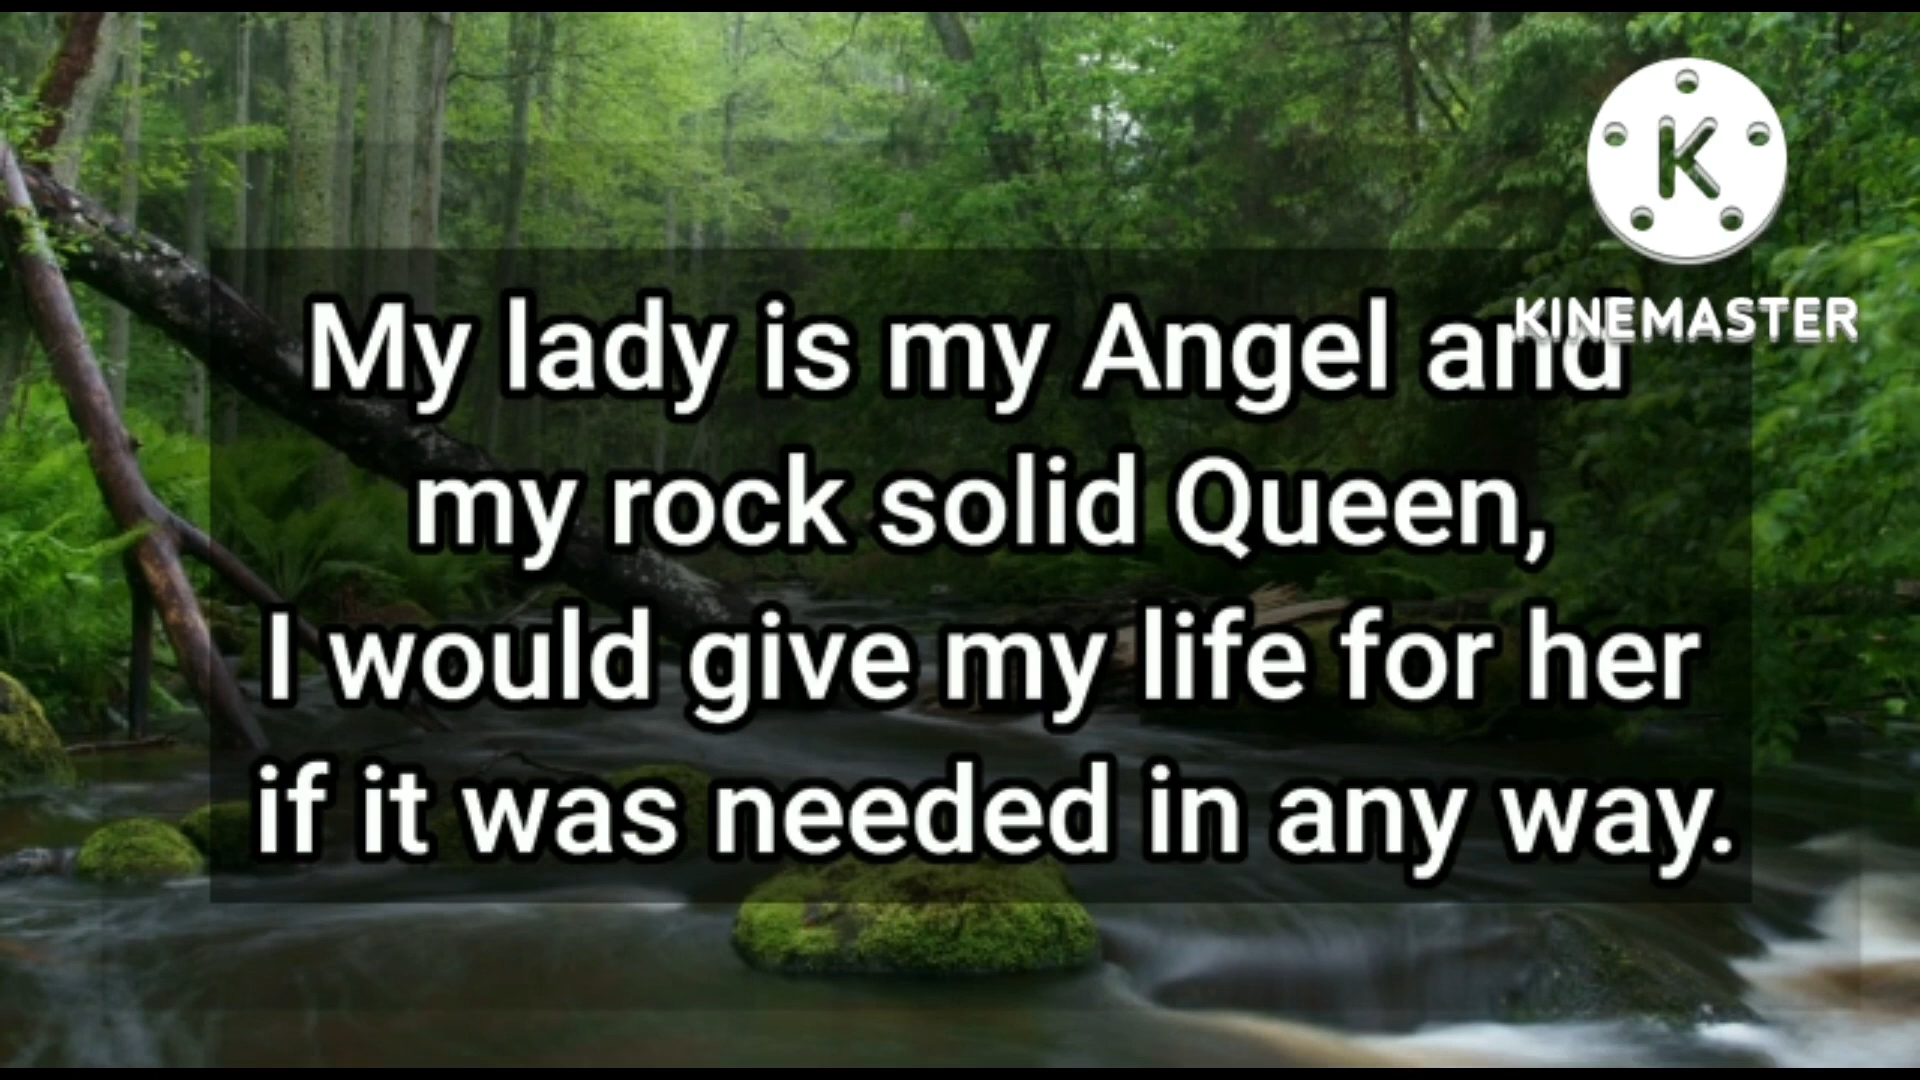 K
KINEMASTER
My lady is my Angel and
my rock solid Queen,
I would give my life for her
if it was needed in any way.